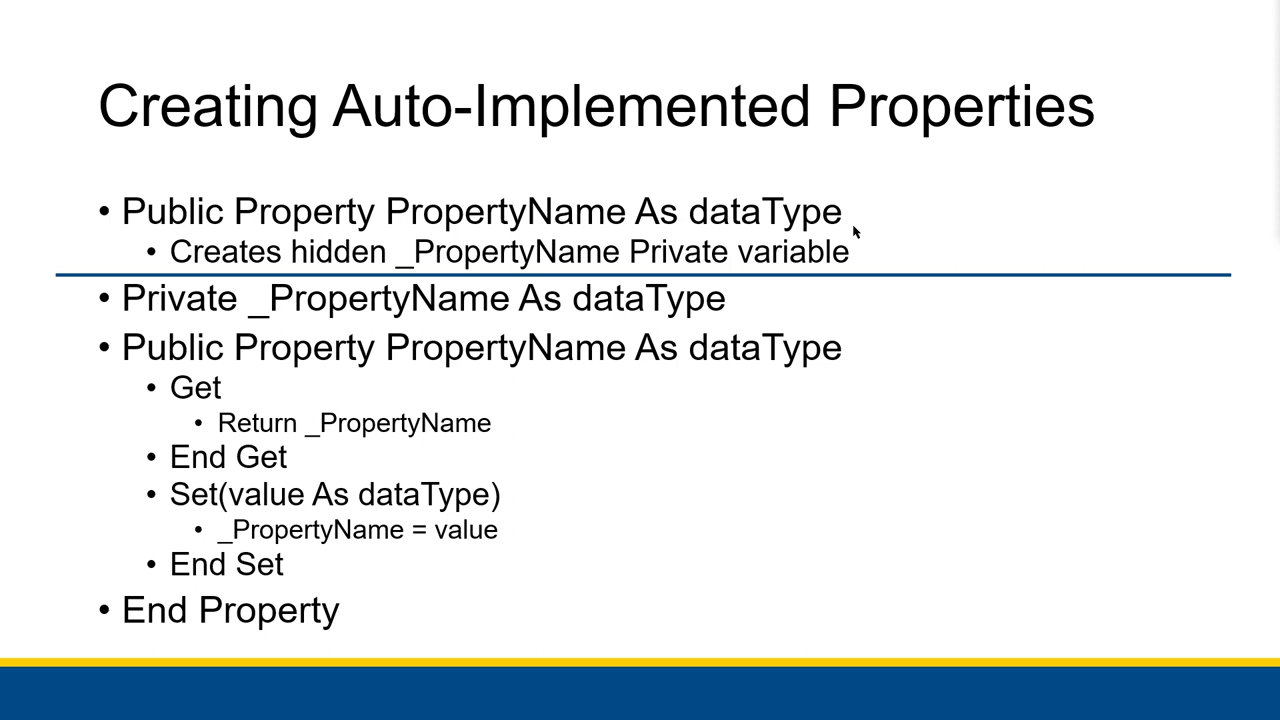 Creating Auto-Implemented Properties
• Public Property PropertyName As dataType
• Creates hidden _PropertyName Private variable
• Private _PropertyName As dataType
• Public Property PropertyName As dataType
• Get
• Return _PropertyName
• End Get
• Set(value As dataType)
• _PropertyName = value
• End Set
• End Property